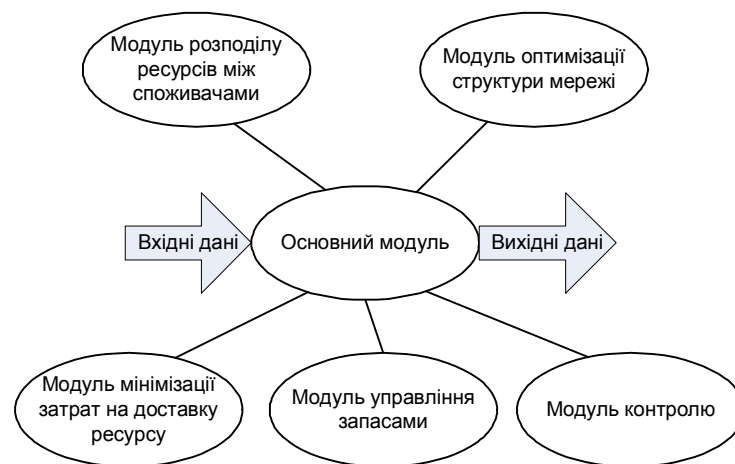 Модуль розподілу
ресурсів між
споживачами
Модуль оптимізації
структури мережі
Вхідні дані
Основний модуль
Вихідні дані
Модуль мінімізації
затрат на доставку
ресурсу
Модуль управління
запасами
Модуль контролю